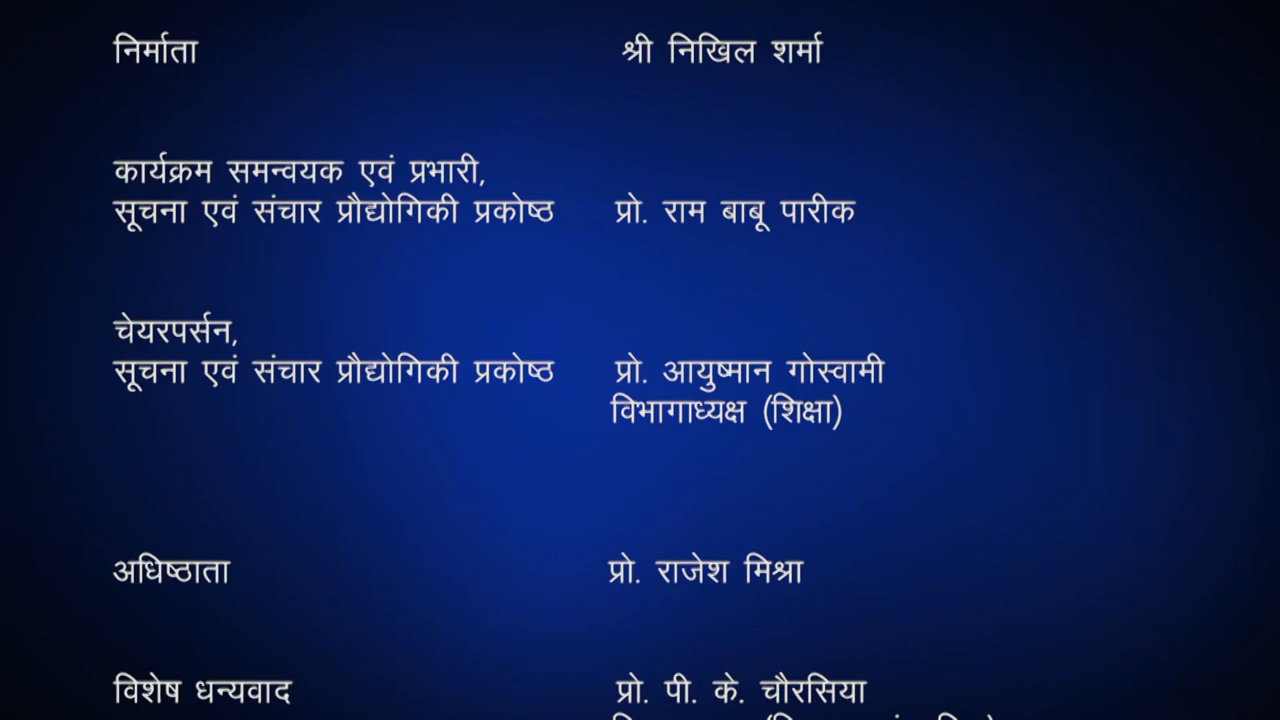 निर्माता श्री निखिल शर्मा
कार्यक्रम समन्वयक एवं प्रभारी,
सूचना एवं संचार प्रौद्योगिकी प्रकोष्ठ प्रो. राम बाबू पारीक
चेयरपर्सन,
सूचना एवं संचार प्रौद्योगिकी प्रकोष्ठ प्रो. आयुष्मान गोस्वामी
विभागाध्यक्ष (शिक्षा)
अधिष्ठाता प्रो. राजेश मिश्रा
विशेष धन्यवाद प्रो. पी. के. चौरसिया